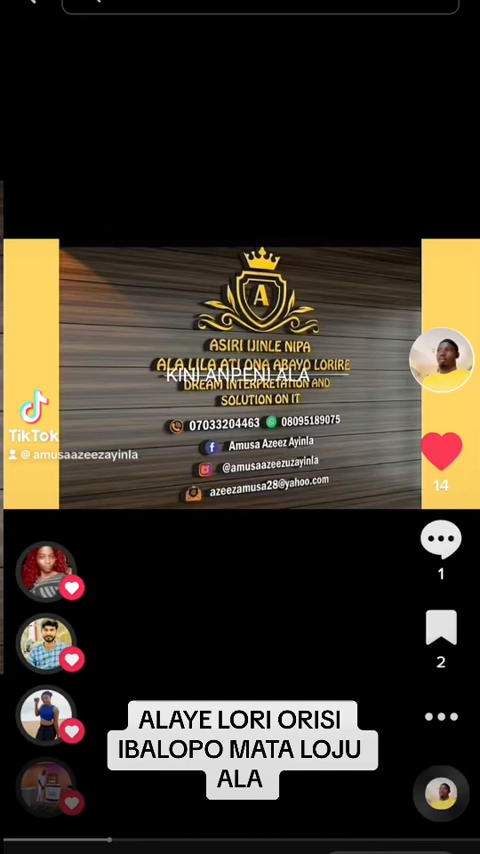 A
ASIRI IJINLE NIPA
ALA LILA ATI ONA ABAYO LORIRE
KINI ANPENI ALA
DREAM INTERPRETATION AND
SOLUTION ON IT
07033204463 08095189075
Amusa Azeez Ayinla
@amusaazeezuzayinla
azeezamusa28@yahoo.com
TikTok
@amusaazeezayinla
14
1
2
ALAYE LORI ORISI
IBALOPO MATA LOJU
ALA